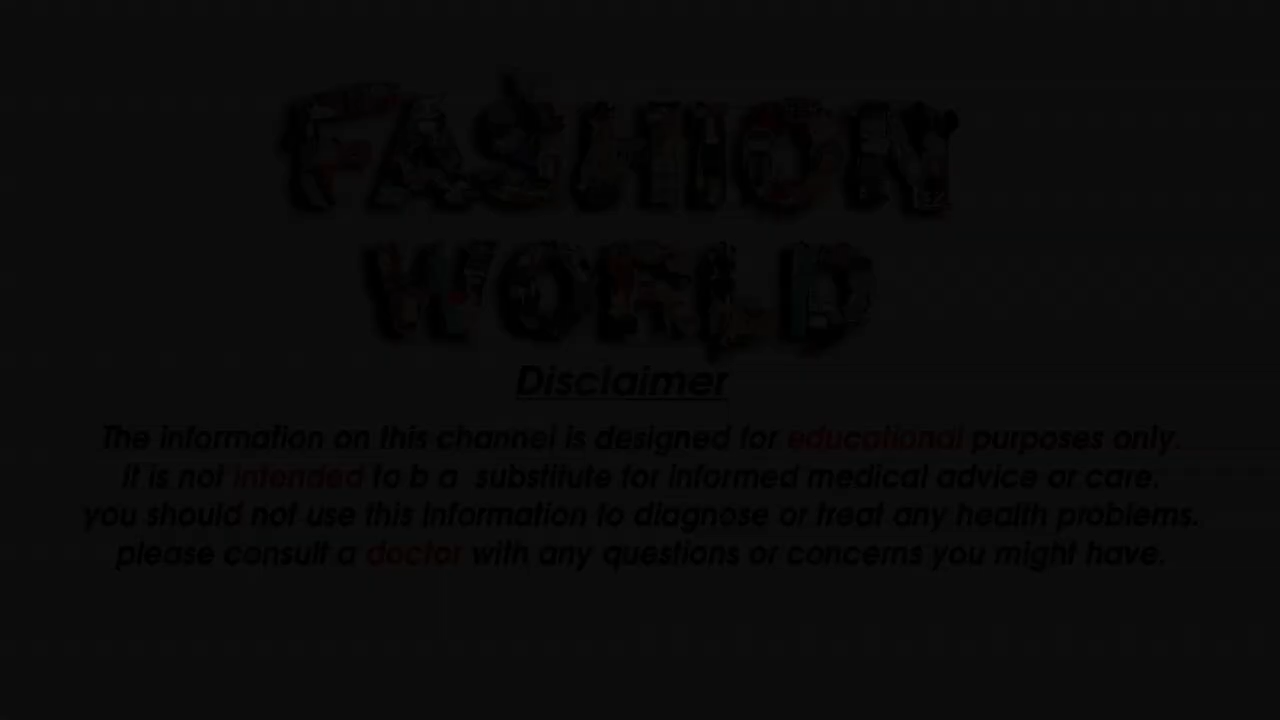 FASHION
WORLD
Disclaimer
The information on this channel is designed for educational purposes only.
It is not intended to b a substitute for informed medical advice or care.
you should not use this information to diagnose or treat any health problems.
please consult a doctor with any questions or concerns you might have.